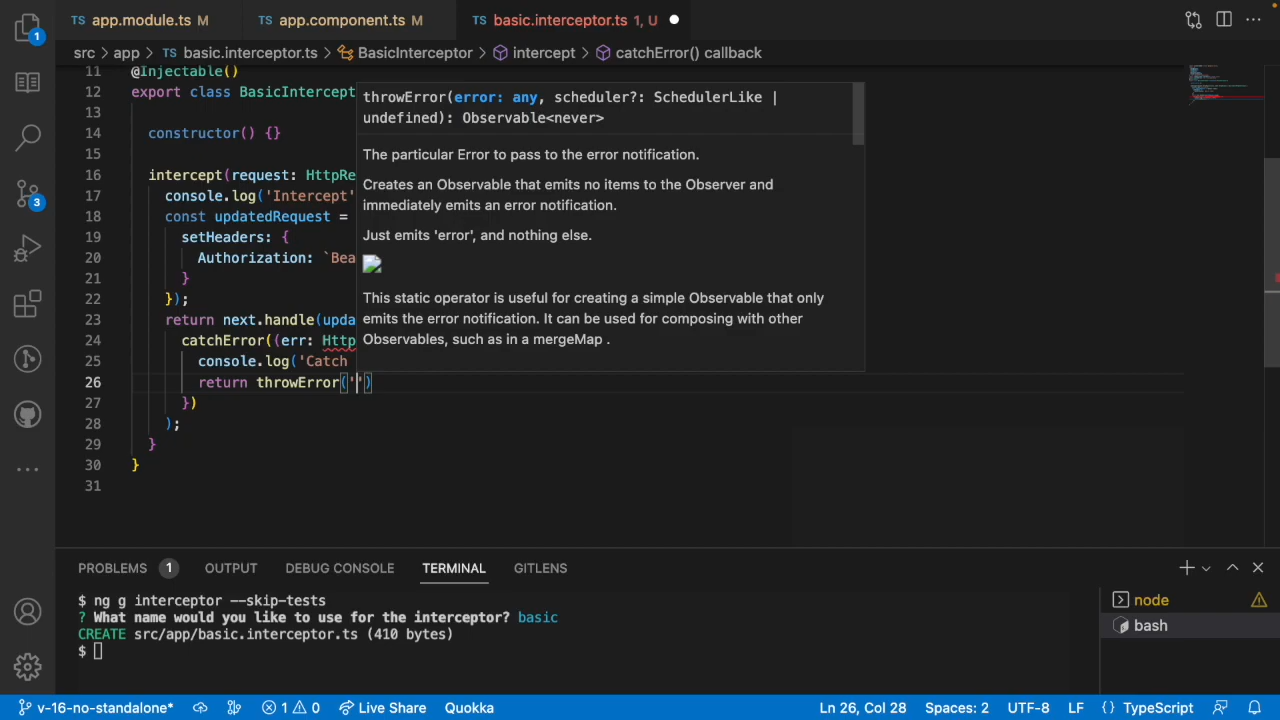 app.module.ts M
app.component.ts M
basic.interceptor.ts 1, U
src › app › basic.interceptor.ts › BasicInterceptor › intercept › catchError() callback
11 @Injectable()
12 export class BasicIntercept
13
14 constructor() {}
15
16 intercept(request: HttpRe
17 console.log('Intercept'
18 const updatedRequest =
19 setHeaders: {
20 Authorization: `Bea
21 }
22 });
23 return next.handle(upda
24 catchError((err: Http
25 console.log('Catch
26 return throwError('')
27 })
28 );
29 }
30 }
31
throwError(error: any, scheduler?: SchedulerLike |
undefined): Observable<never>
The particular Error to pass to the error notification.
Creates an Observable that emits no items to the Observer and
immediately emits an error notification.
Just emits 'error', and nothing else.
This static operator is useful for creating a simple Observable that only
emits the error notification. It can be used for composing with other
Observables, such as in a mergeMap .
1
3
PROBLEMS 1 OUTPUT DEBUG CONSOLE TERMINAL GITLENS
$ ng g interceptor --skip-tests
? What name would you like to use for the interceptor? basic
CREATE src/app/basic.interceptor.ts (410 bytes)
$
node
bash
v-16-no-standalone* 1 0 Live Share Quokka Ln 26, Col 28 Spaces: 2 UTF-8 LF {} TypeScript